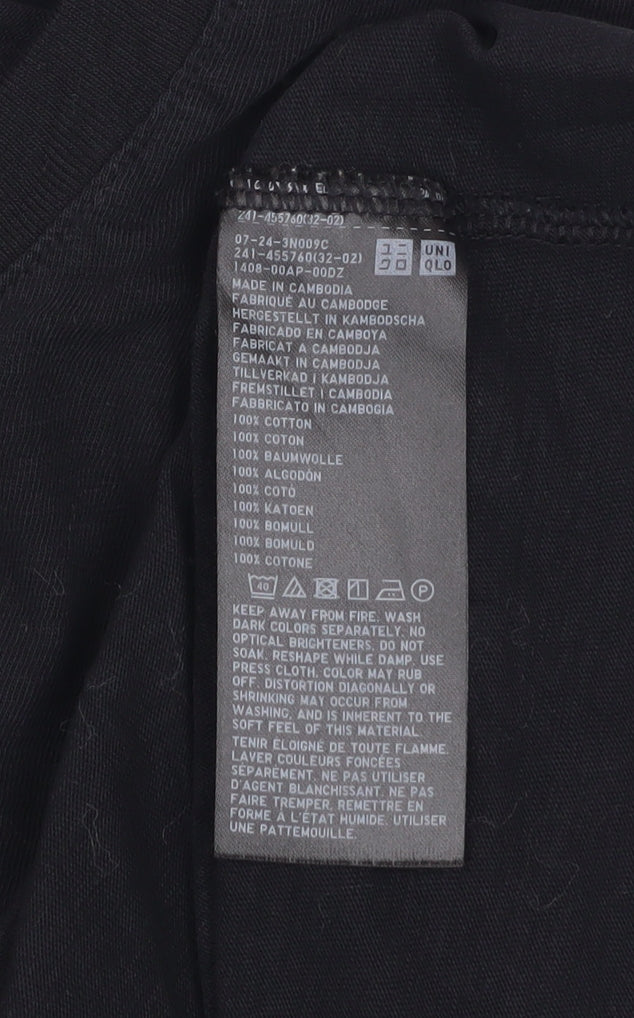 241-455760(32-02)
07-24-3N009C
241-455760(32-02)
1408-00AP-00DZ
ユニ
クロ
UNI
QLO
MADE IN CAMBODIA
FABRIQUÉ AU CAMBODGE
HERGESTELLT IN KAMBODSCHA
FABRICADO EN CAMBOYA
FABRICAT A CAMBODJA
GEMAAKT IN CAMBODJA
TILLVERKAD I KAMBODJA
FREMSTILLET I CAMBODIA
FABBRICATO IN CAMBOGIA
100% COTTON
100% COTON
100% BAUMWOLLE
100% ALGODÓN
100% COTÓ
100% KATOEN
100% BOMULL
100% BOMULD
100% COTONE
40 P
KEEP AWAY FROM FIRE. WASH
DARK COLORS SEPARATELY. NO
OPTICAL BRIGHTENERS. DO NOT
SOAK. RESHAPE WHILE DAMP. USE
PRESS CLOTH. COLOR MAY RUB
OFF. DISTORTION DIAGONALLY OR
SHRINKING MAY OCCUR FROM
WASHING, AND IS INHERENT TO THE
SOFT FEEL OF THIS MATERIAL.
TENIR ÉLOIGNÉ DE TOUTE FLAMME.
LAVER COULEURS FONCÉES
SÉPARÉMENT. NE PAS UTILISER
D'AGENT BLANCHISSANT. NE PAS
FAIRE TREMPER. REMETTRE EN
FORME À L'ÉTAT HUMIDE. UTILISER
UNE PATTEMOUILLE.